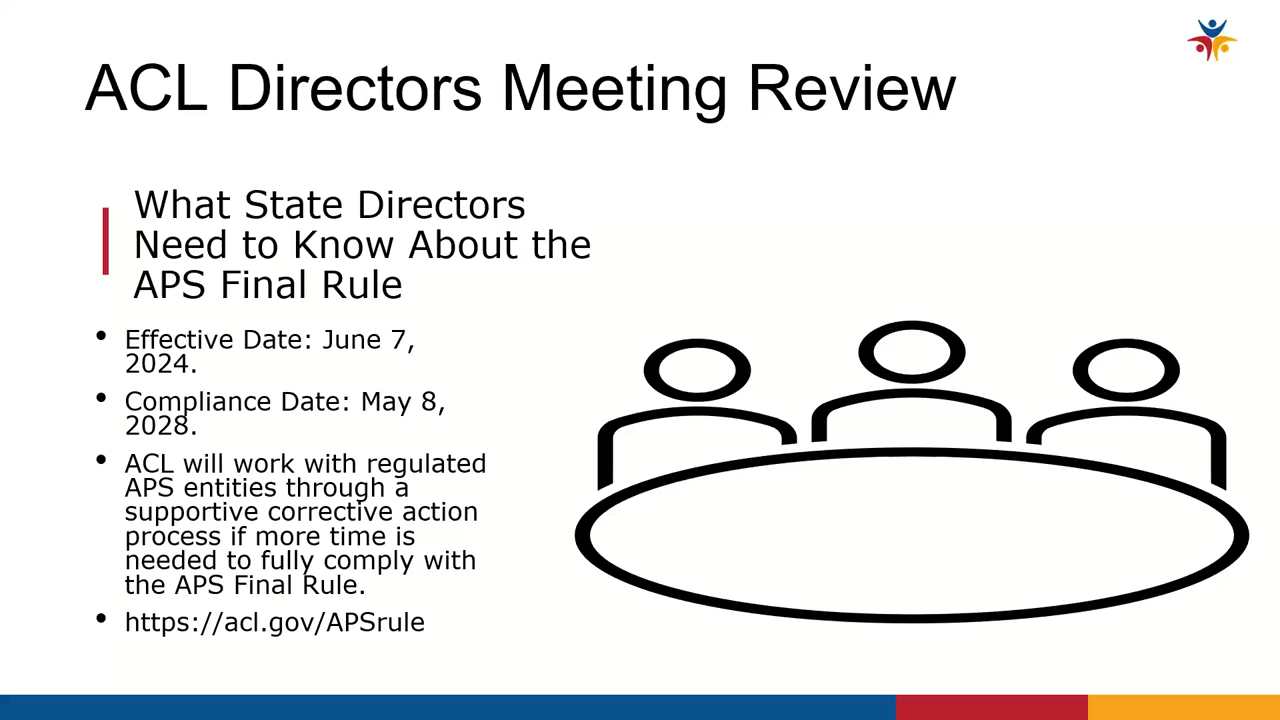 ACL Directors Meeting Review
What State Directors
Need to Know About the
APS Final Rule
• Effective Date: June 7,
2024.
• Compliance Date: May 8,
2028.
• ACL will work with regulated
APS entities through a
supportive corrective action
process if more time is
needed to fully comply with
the APS Final Rule.
• https://acl.gov/APSrule